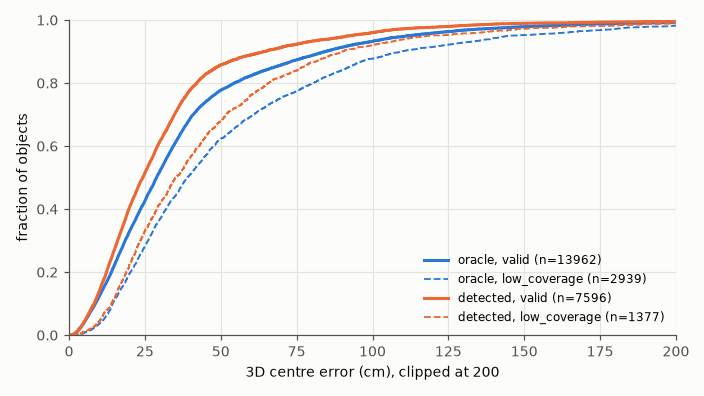 1.0
0.8
0.6
0.4
0.2
0.0
fraction of objects
oracle, valid (n=13962)
oracle, low_coverage (n=2939)
detected, valid (n=7596)
detected, low_coverage (n=1377)
0 25 50 75 100 125 150 175 200
3D centre error (cm), clipped at 200